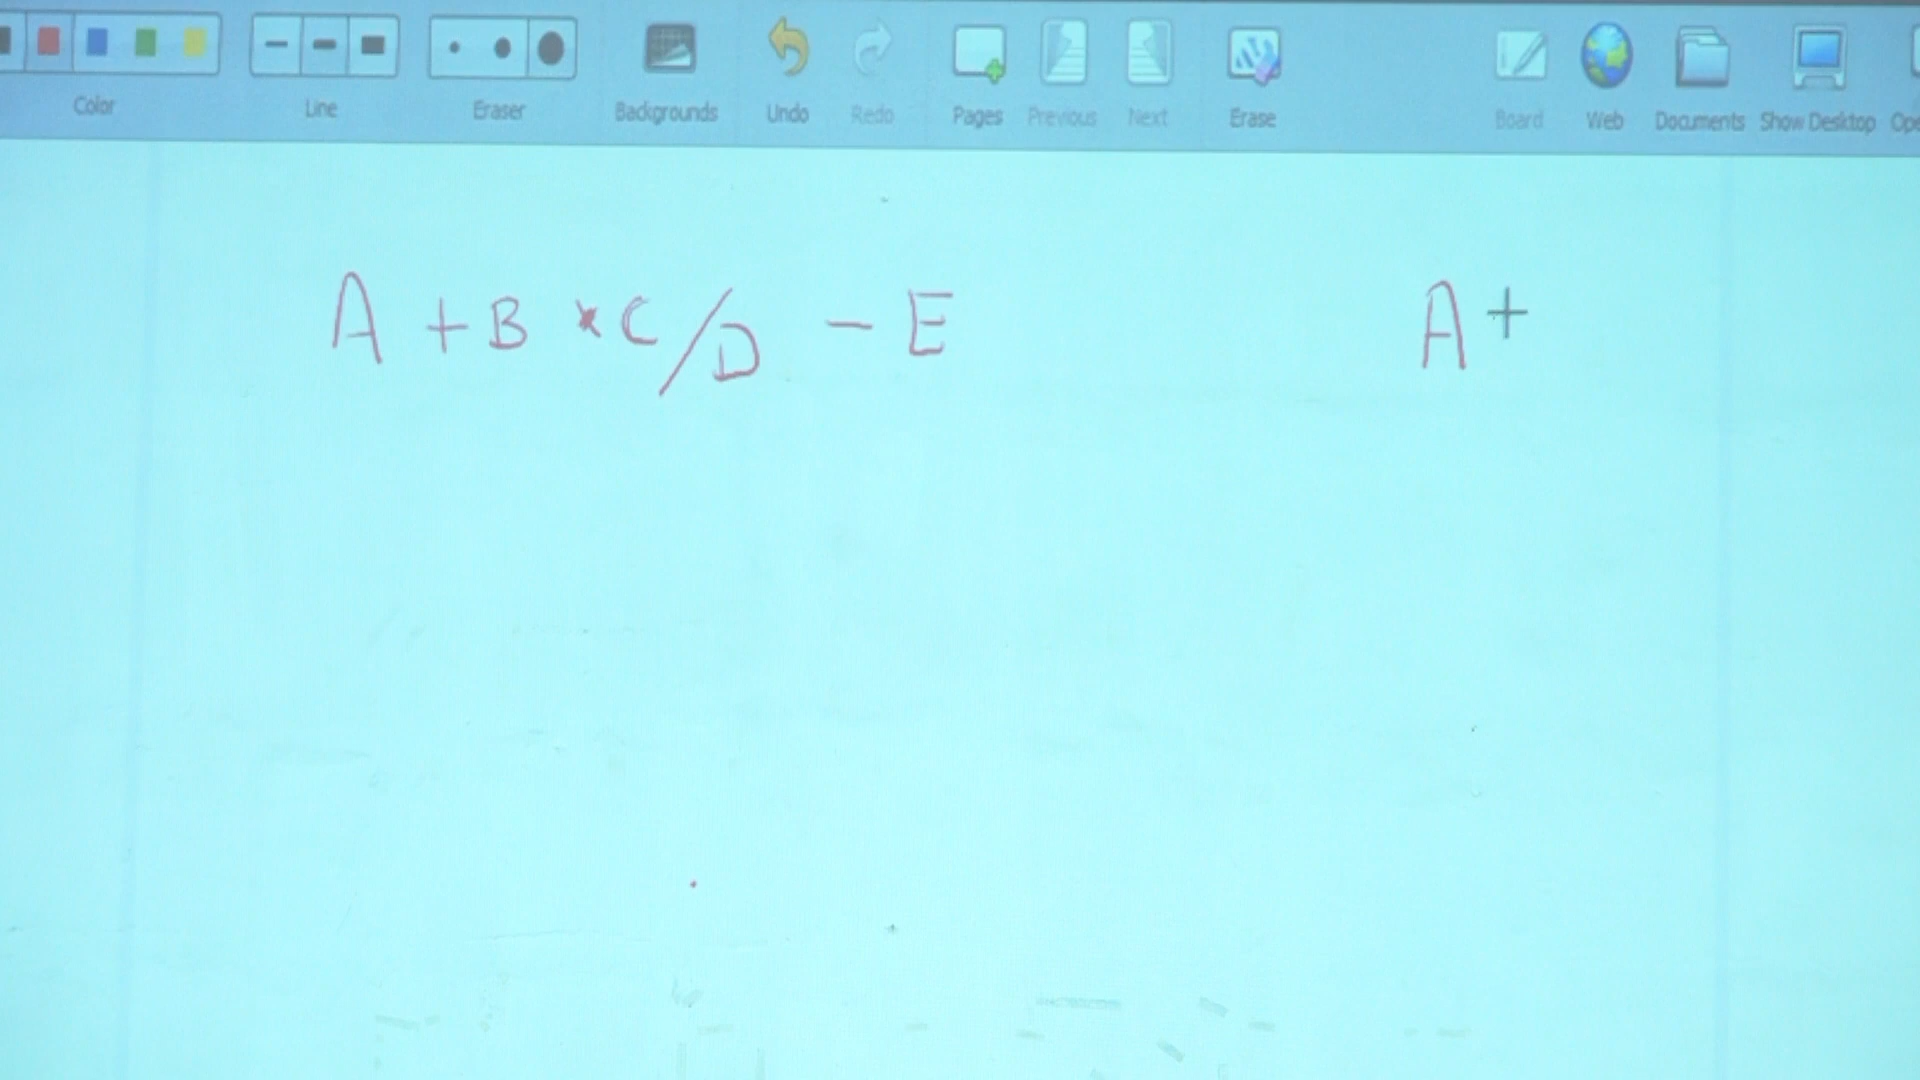 Color Line Eraser Backgrounds Undo Redo Pages Previous Next Erase Board Web Documents Show Desktop
A + B * C / D - E A +